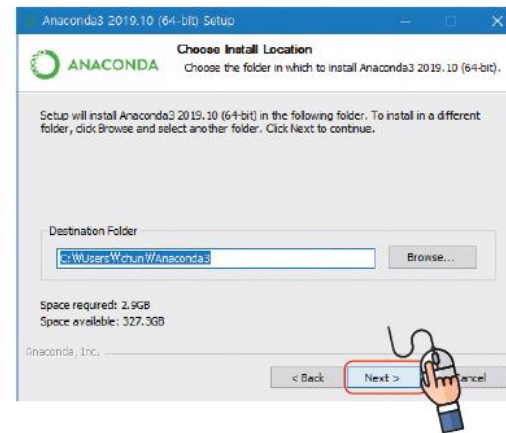 Anaconda3 2019.10 (64-bit) Setup
ANACONDA
Choose Install Location
Choose the folder in which to install Anaconda3 2019.10 (64-bit).
Setup will install Anaconda3 2019.10 (64-bit) in the following folder. To install in a different
folder, click Browse and select another folder. Click Next to continue.
Destination Folder
C:₩Users₩chun₩Anaconda3
Browse...
Space required: 2.9GB
Space available: 327.3GB
Anaconda, Inc.
< Back
Next >